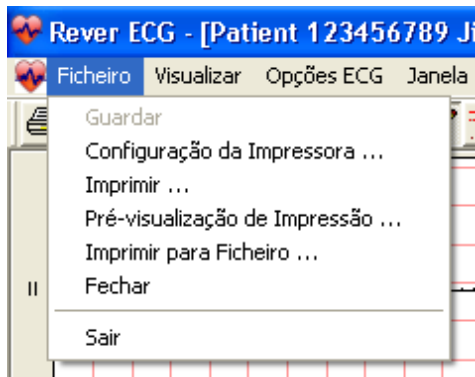 Rever ECG - [Patient 123456789 Ji
Ficheiro Visualizar Opções ECG Janela
Guardar
Configuração da Impressora ...
Imprimir ...
Pré-visualização de Impressão ...
Imprimir para Ficheiro ...
Fechar
II
Sair